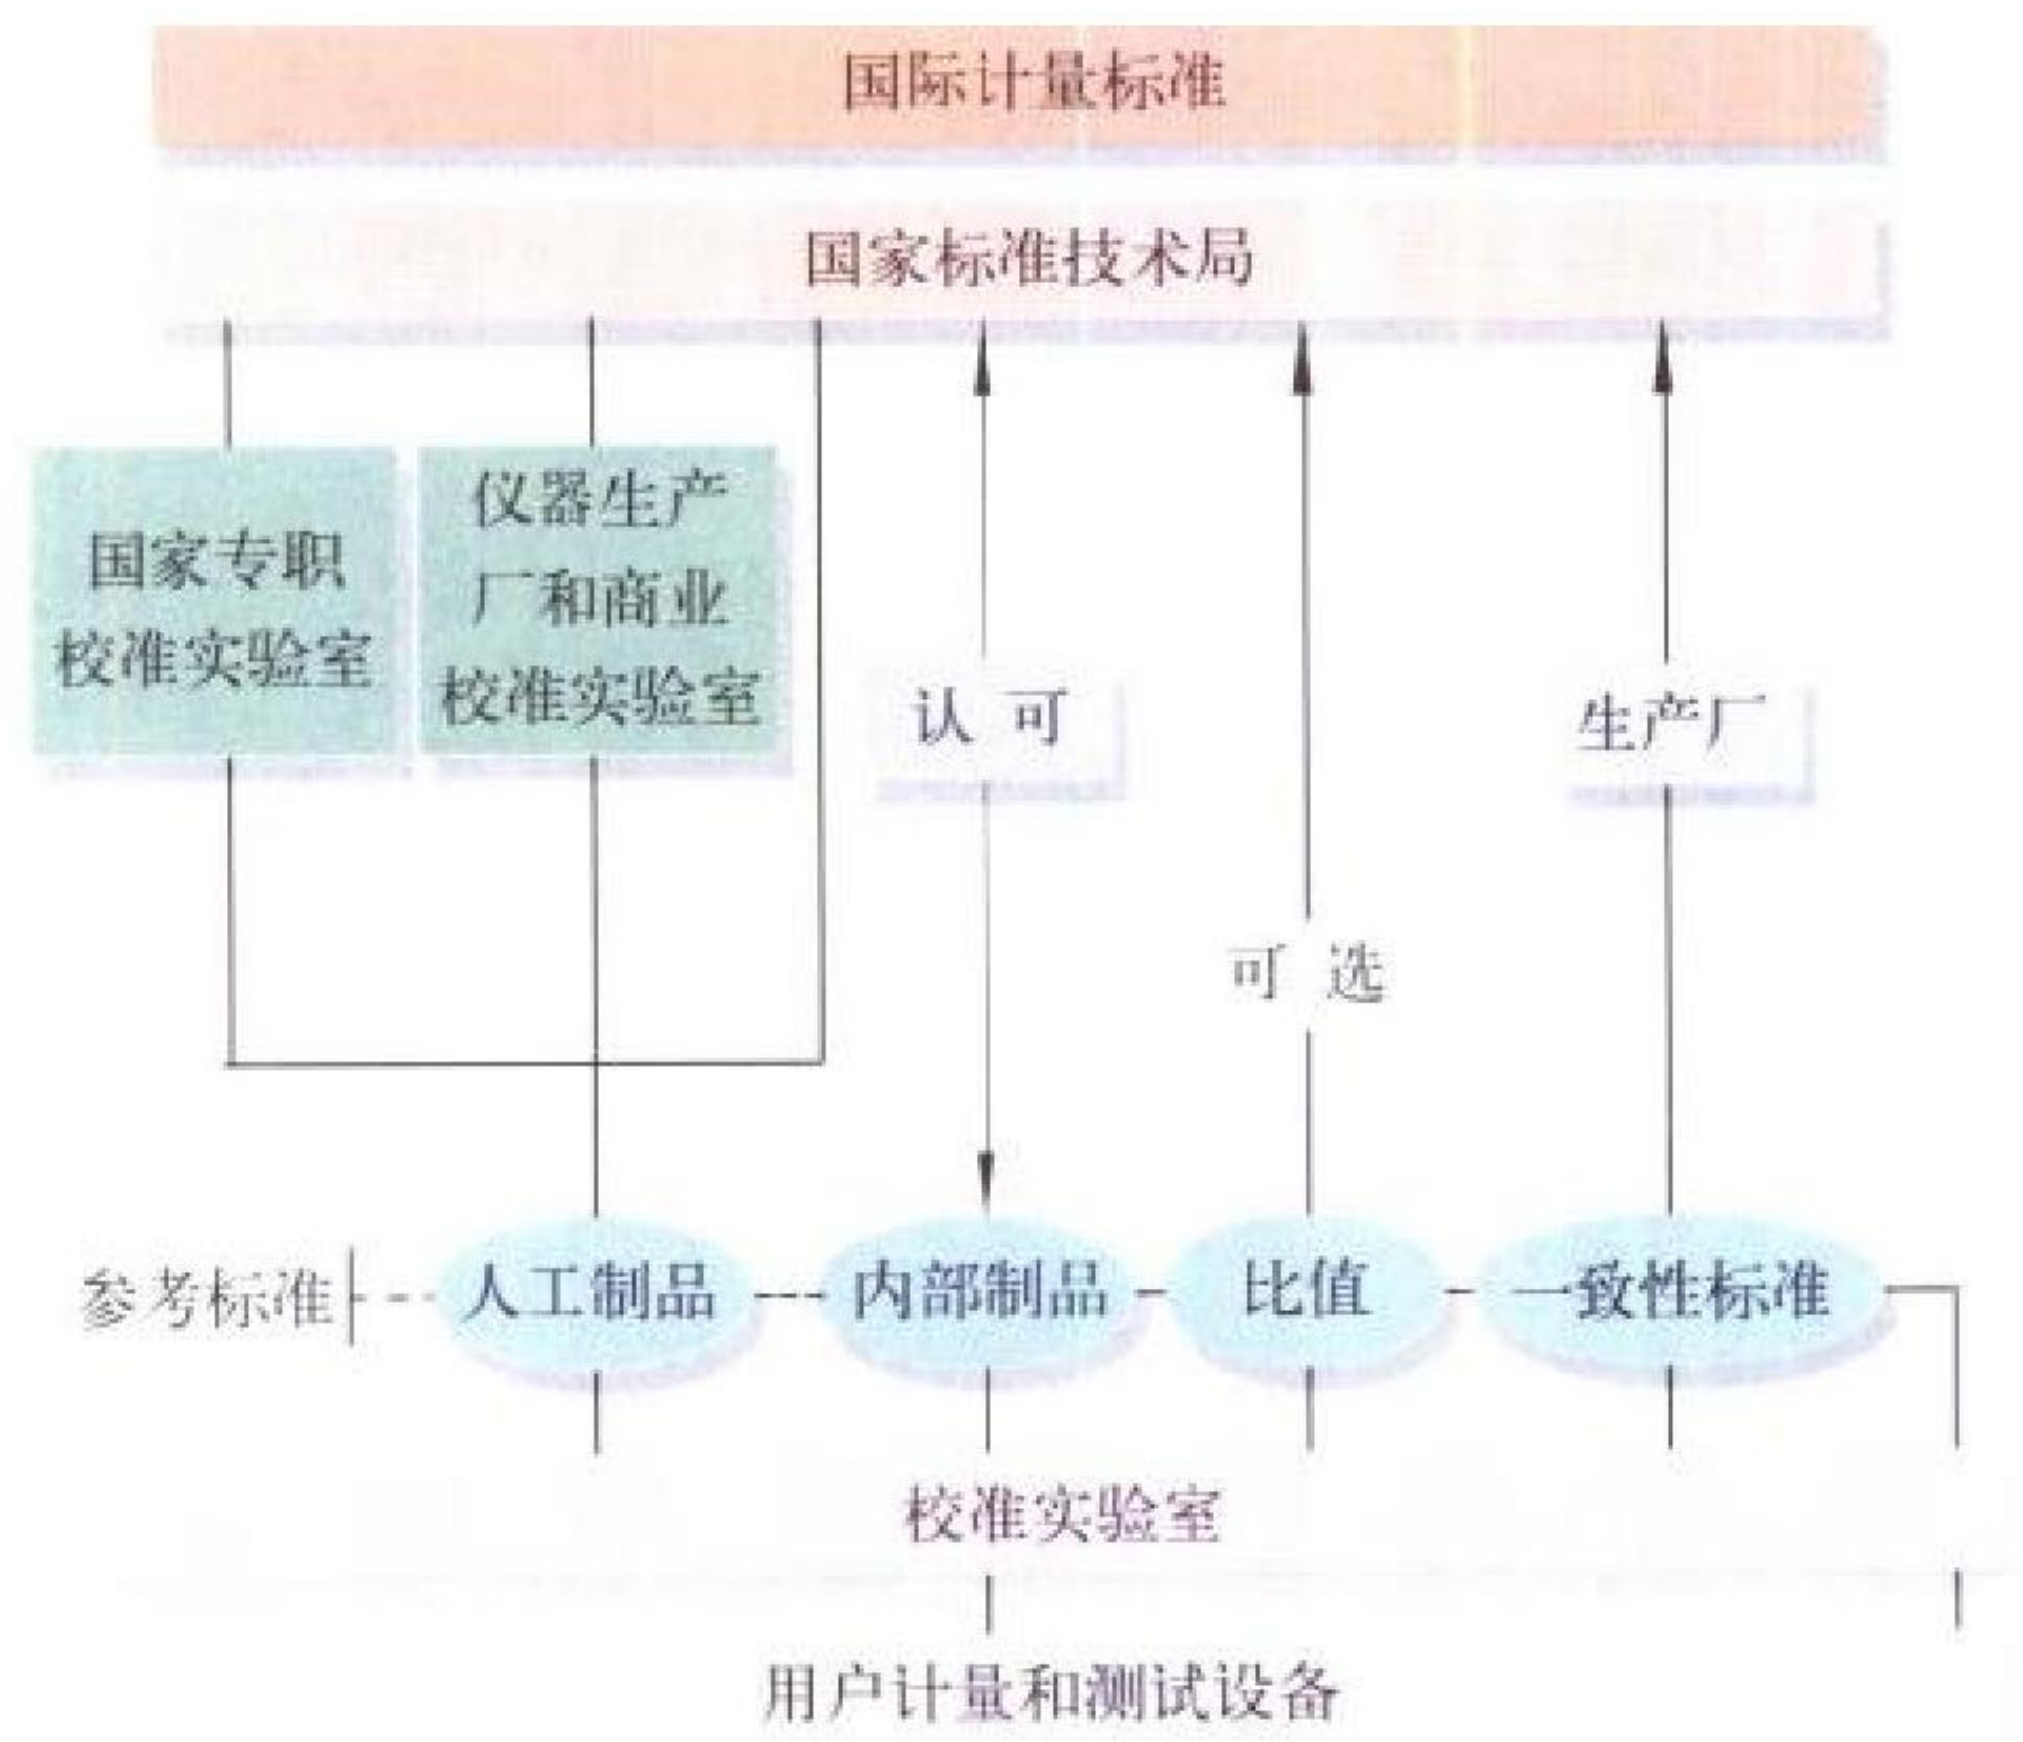 国际计量标准
国家标准技术局
国家专职
校准实验室
仪器生产
厂和商业
校准实验室
认 可
生产厂
可 选
参考标准
人工制品
内部制品
比值
一致性标准
校准实验室
用户计量和测试设备